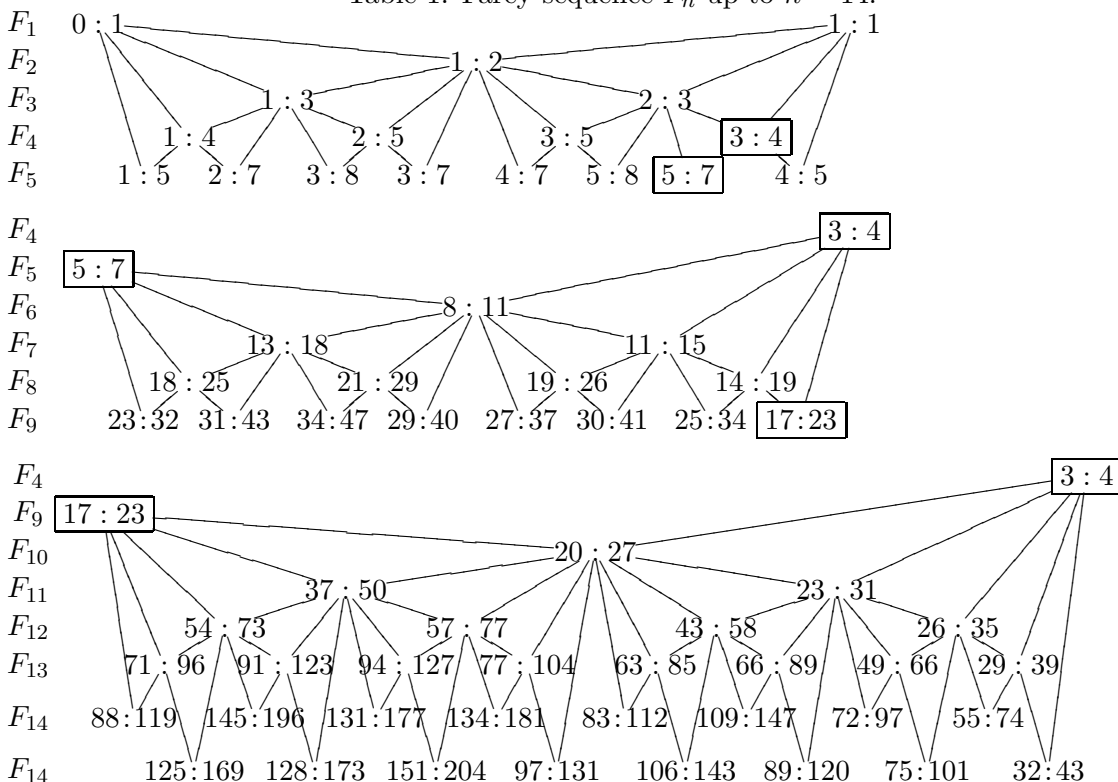 Table 1: Farey sequence Fₙ up to n = 14.
F₁ 0 : 1 1 : 1
F₂ 1 : 2
F₃ 1 : 3 2 : 3
F₄ 1 : 4 2 : 5 3 : 5 3 : 4
F₅ 1 : 5 2 : 7 3 : 8 3 : 7 4 : 7 5 : 8 5 : 7 4 : 5
F₄ 3 : 4
F₅ 5 : 7
F₆ 8 : 11
F₇ 13 : 18 11 : 15
F₈ 18 : 25 21 : 29 19 : 26 14 : 19
F₉ 23:32 31:43 34:47 29:40 27:37 30:41 25:34 17:23
F₄ 3 : 4
F₉ 17 : 23
F₁₀ 20 : 27
F₁₁ 37 : 50 23 : 31
F₁₂ 54 : 73 57 : 77 43 : 58 26 : 35
F₁₃ 71 : 96 91 : 123 94 : 127 77 : 104 63 : 85 66 : 89 49 : 66 29 : 39
F₁₄ 88:119 145:196 131:177 134:181 83:112 109:147 72:97 55:74
F₁₄ 125:169 128:173 151:204 97:131 106:143 89:120 75:101 32:43